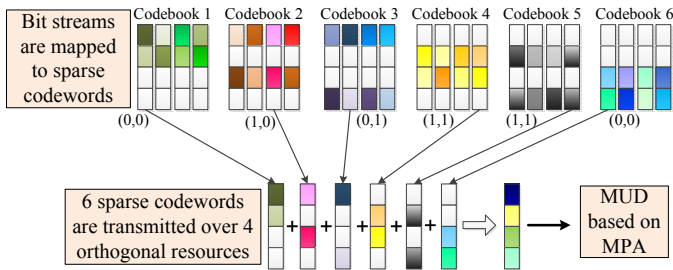 Codebook 1 Codebook 2 Codebook 3 Codebook 4 Codebook 5 Codebook 6
Bit streams
are mapped
to sparse
codewords
(0,0) (1,0) (0,1) (1,1) (1,1) (0,0)
6 sparse codewords
are transmitted over 4
orthogonal resources
+ + + + +
MUD
based on
MPA